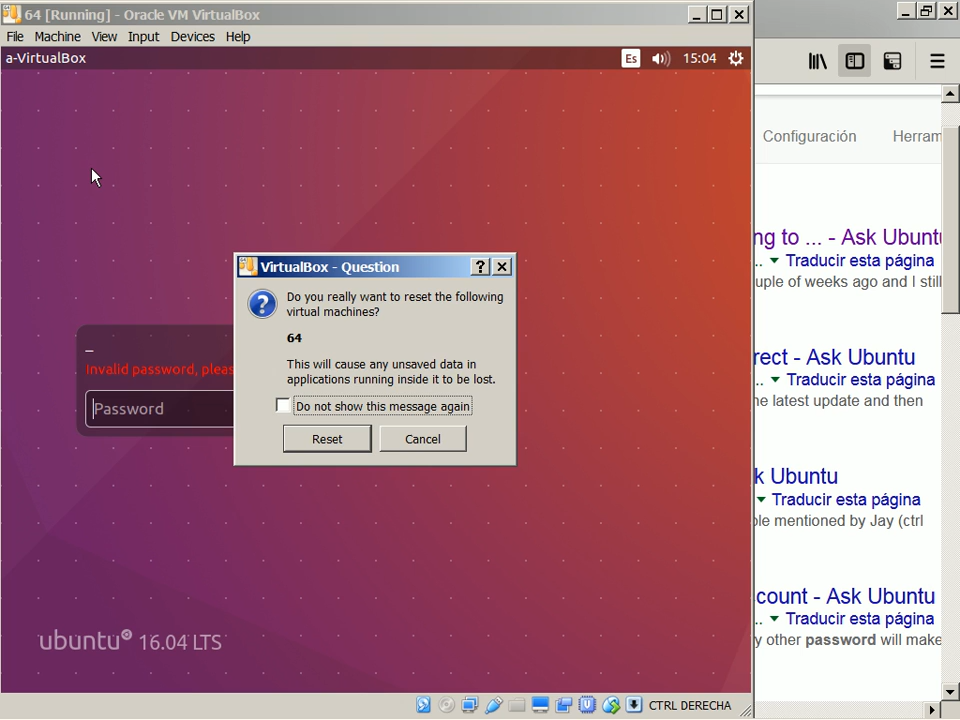 64 [Running] - Oracle VM VirtualBox
File Machine View Input Devices Help
a-VirtualBox
Es
15:04
Configuración
Herram
ng to ... - Ask Ubunt
.. Traducir esta página
uple of weeks ago and I still
VirtualBox - Question
?
Do you really want to reset the following
virtual machines?
64
This will cause any unsaved data in
applications running inside it to be lost.
Do not show this message again
Reset
Cancel
_
Invalid password, pleas
Password
rect - Ask Ubuntu
.. Traducir esta página
he latest update and then
k Ubuntu
Traducir esta página
ple mentioned by Jay (ctrl
count - Ask Ubuntu
.. Traducir esta página
y other password will make
ubuntu 16.04 LTS
CTRL DERECHA